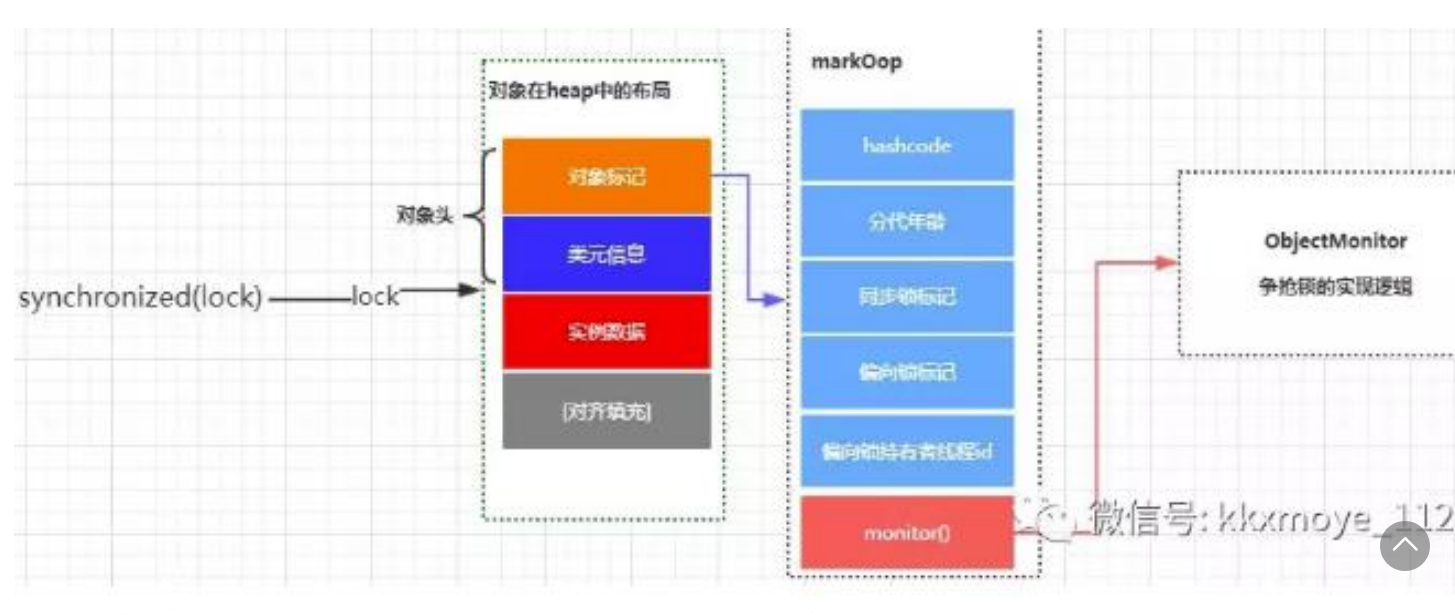 对象在heap中的布局
对象标记
类元信息
实例数据
[对齐填充]
对象头
synchronized(lock)
lock
markOop
hashcode
分代年龄
同步锁标记
偏向锁标记
偏向锁持有者线程id
monitor()
ObjectMonitor
争抢锁的实现逻辑
微信号: kkxmoye_112